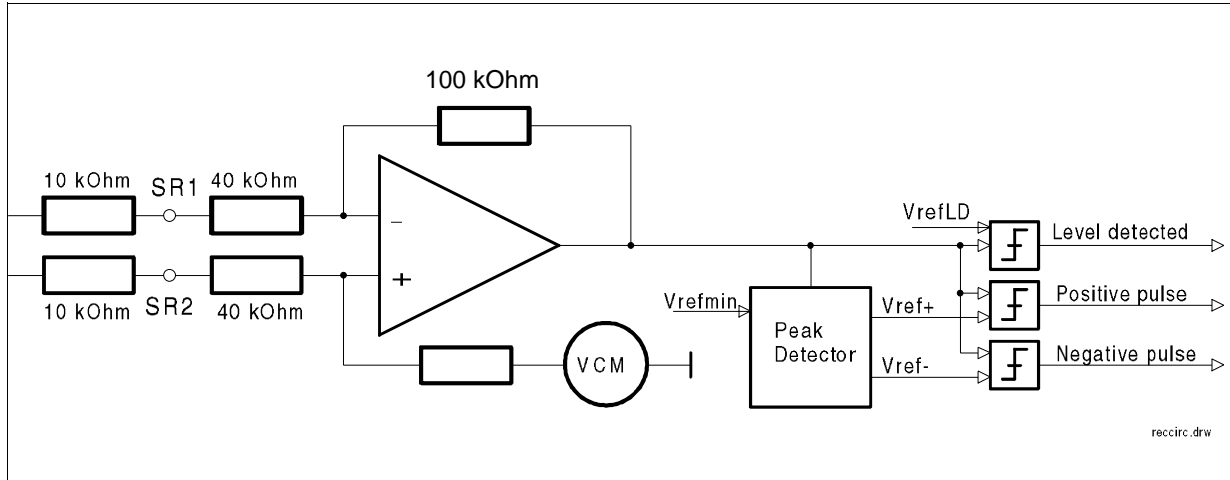 100 kOhm
10 kOhm
SR1
40 kOhm
−
+
10 kOhm
SR2
40 kOhm
VCM
VrefLD
Level detected
Vrefmin
Peak
Detector
Vref+
Positive pulse
Vref-
Negative pulse
reccirc.drw